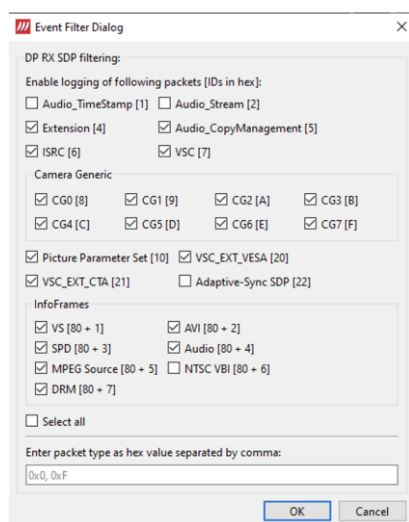 Event Filter Dialog
DP RX SDP filtering:
Enable logging of following packets [IDs in hex]:
Audio_TimeStamp [1] Audio_Stream [2]
Extension [4] Audio_CopyManagement [5]
ISRC [6] VSC [7]
Camera Generic
CG0 [8] CG1 [9] CG2 [A] CG3 [B]
CG4 [C] CG5 [D] CG6 [E] CG7 [F]
Picture Parameter Set [10] VSC_EXT_VESA [20]
VSC_EXT_CTA [21] Adaptive-Sync SDP [22]
InfoFrames
VS [80 + 1] AVI [80 + 2]
SPD [80 + 3] Audio [80 + 4]
MPEG Source [80 + 5] NTSC VBI [80 + 6]
DRM [80 + 7]
Select all
Enter packet type as hex value separated by comma:
0x0, 0xF
OK Cancel